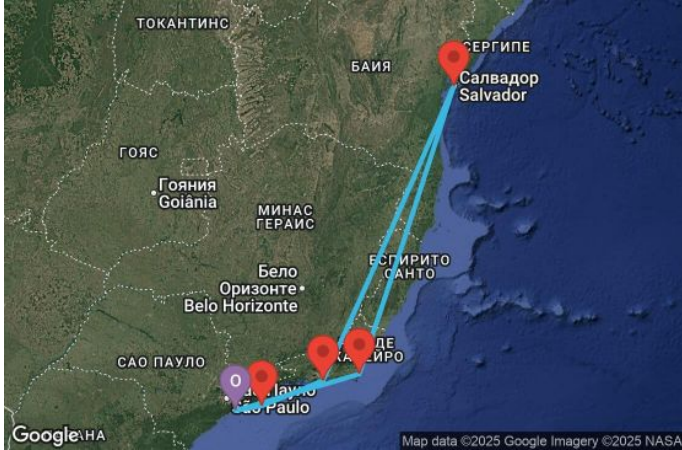 ТОКАНТИНС
СЕРГИПЕ
БАИЯ
Салвадор
Salvador
ГОЯС
Гояния
Goiânia
МИНАС
ГЕРАИС
ЕСПИРИТО
САНТО
Бело
Оризонте
Belo Horizonte
ДЕ
САО ПАУЛО
O
São Paulo
Google
Map data ©2025 Google Imagery ©2025 NASA